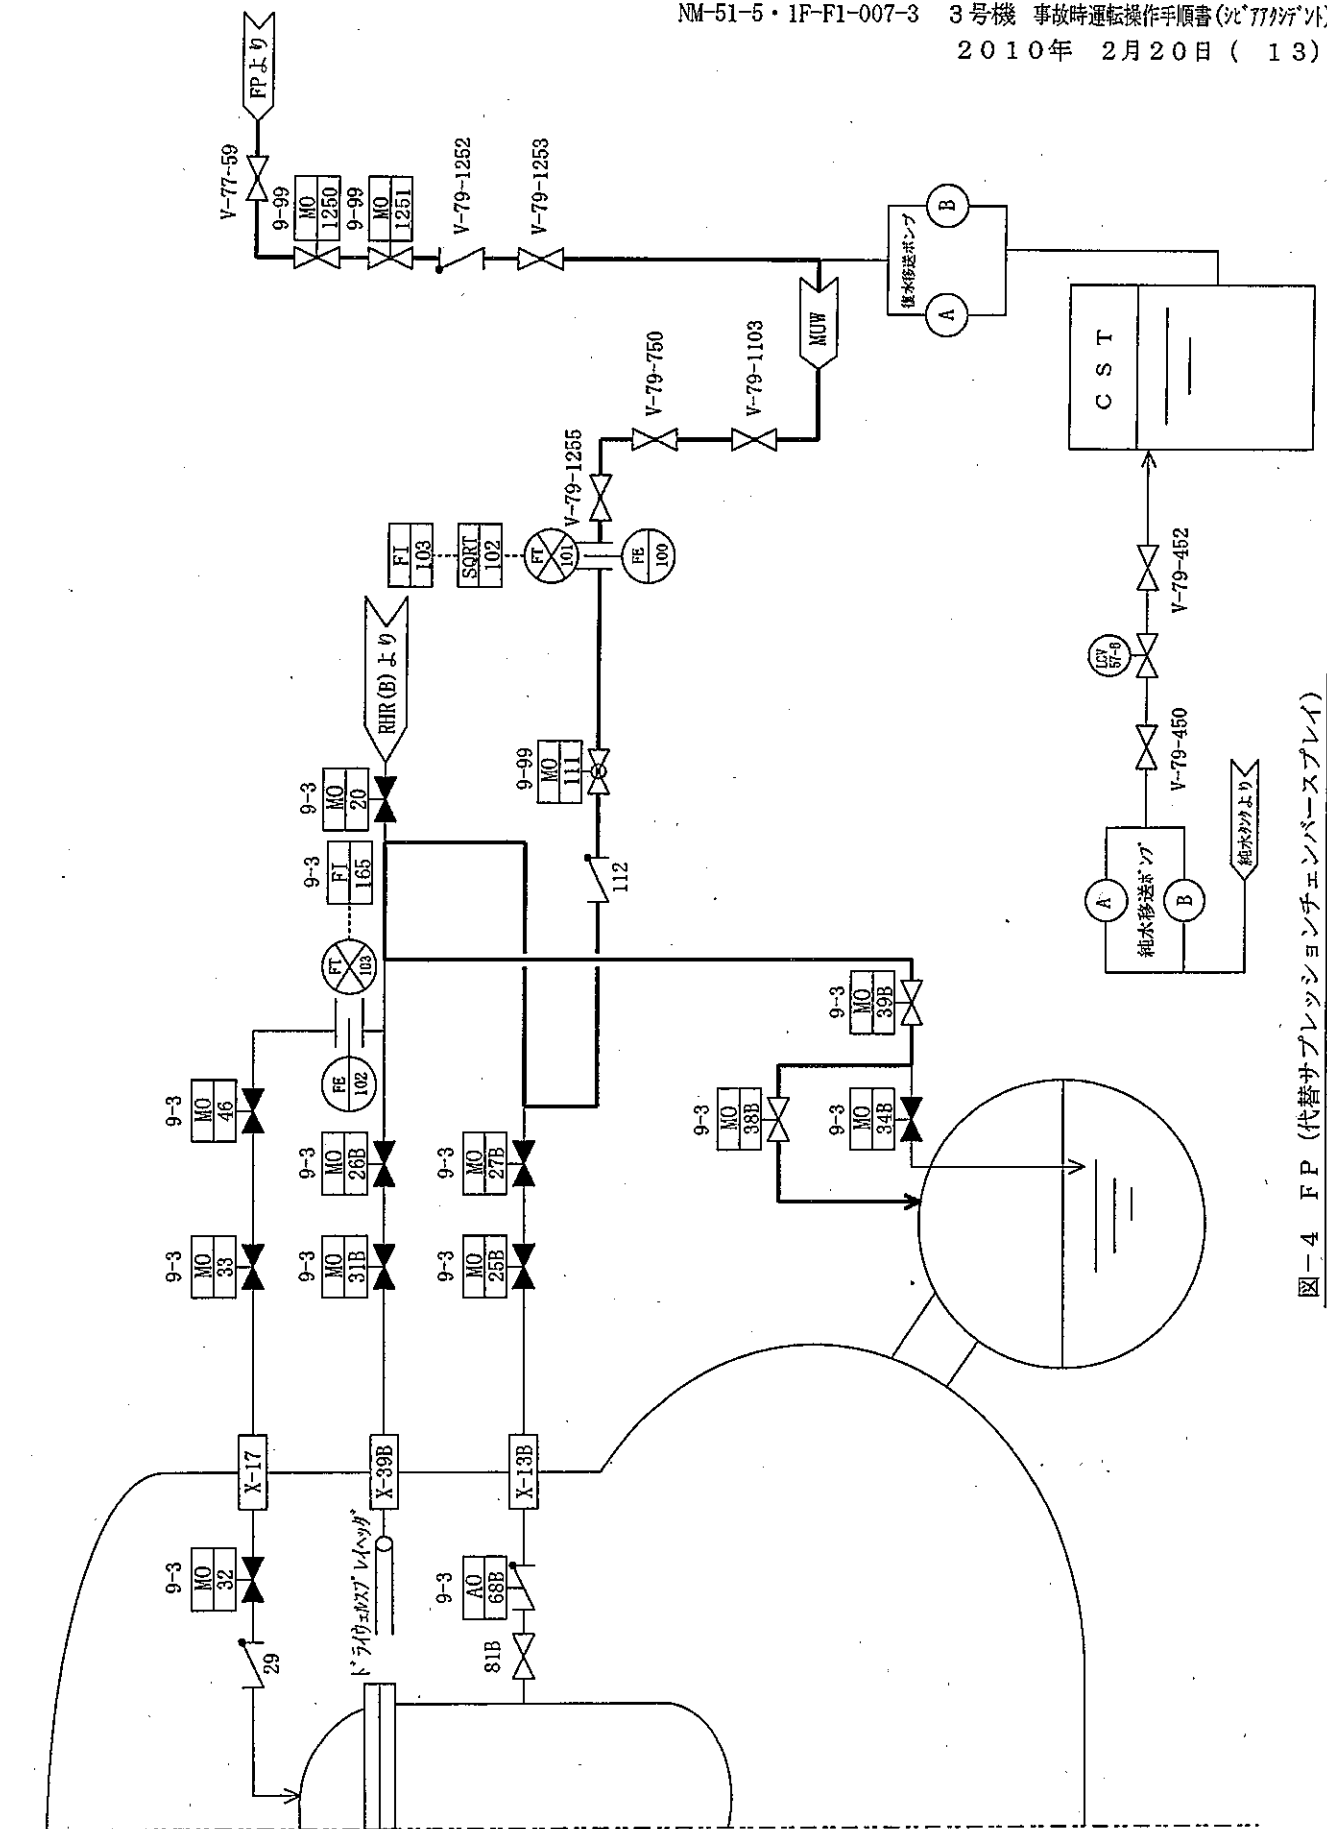 NM-51-5・1F-F1-007-3 3号機 事故時運転操作手順書(ｼﾋﾞｱｱｸｼﾃﾞﾝﾄ)
2010年 2月20日( 13)
FPより
V-77-59
9-99
MO
1250
9-99
MO
1251
V-79-1252
V-79-1253
MUW
復水移送ポンプ
A
B
CST
V-79-750
V-79-1103
V-79-1255
FI
103
SQRT
102
FT
101
FE
100
RHR(B)より
9-3
MO
20
9-3
FI
165
FT
103
FE
102
9-99
MO
111
112
V-79-452
LCV
57-8
V-79-450
純水移送ポンプ
A
B
純水ﾀﾝｸより
9-3
MO
46
9-3
MO
33
9-3
MO
26B
9-3
MO
31B
9-3
MO
27B
9-3
MO
25B
9-3
MO
39B
9-3
MO
38B
9-3
MO
34B
X-17
X-39B
X-13B
9-3
MO
32
29
ﾄﾞﾗｲｳｪﾙｽﾌﾟﾚｲﾍｯﾀﾞ
9-3
AO
68B
81B
図-4 FP(代替サプレッションチェンバースプレイ)